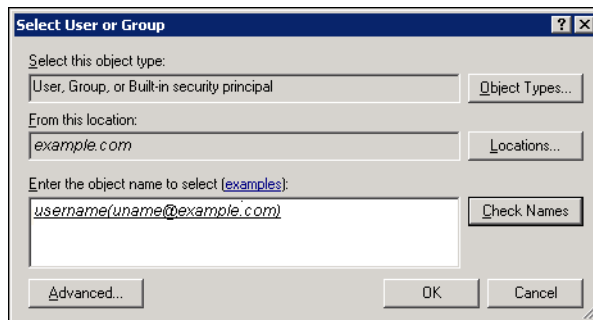 Select User or Group
Select this object type:
User, Group, or Built-in security principal
Object Types...
From this location:
example.com
Locations...
Enter the object name to select (examples):
username(uname@example.com)
Check Names
Advanced...
OK
Cancel